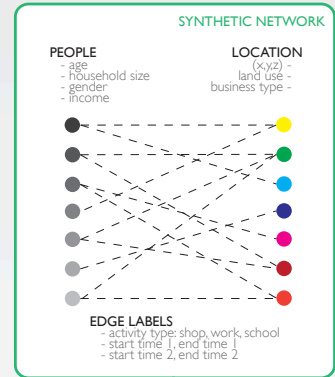 SYNTHETIC NETWORK
PEOPLE
- age
- household size
- gender
- income
LOCATION
(x,y,z) -
land use -
business type -
EDGE LABELS
- activity type: shop, work, school
- start time 1, end time 1
- start time 2, end time 2